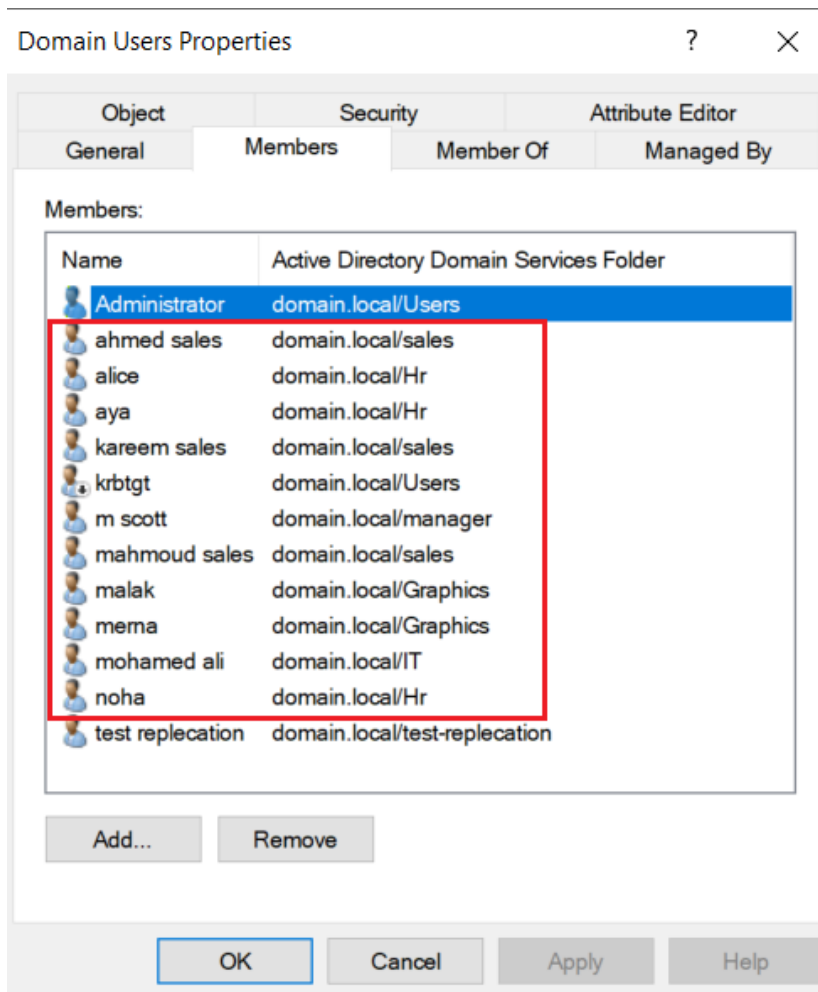 Domain Users Properties ?
Object Security Attribute Editor
General Members Member Of Managed By
Members:
Name Active Directory Domain Services Folder
Administrator domain.local/Users
ahmed sales domain.local/sales
alice domain.local/Hr
aya domain.local/Hr
kareem sales domain.local/sales
krbtgt domain.local/Users
m scott domain.local/manager
mahmoud sales domain.local/sales
malak domain.local/Graphics
merna domain.local/Graphics
mohamed ali domain.local/IT
noha domain.local/Hr
test replecation domain.local/test-replecation
Add... Remove
OK Cancel Apply Help